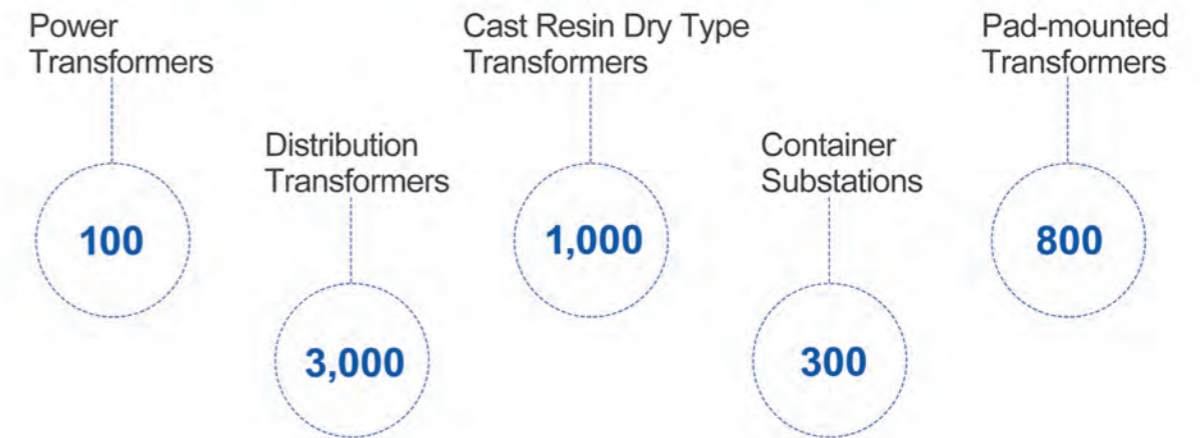 Power
Transformers
100
Distribution
Transformers
3,000
Cast Resin Dry Type
Transformers
1,000
Container
Substations
300
Pad-mounted
Transformers
800